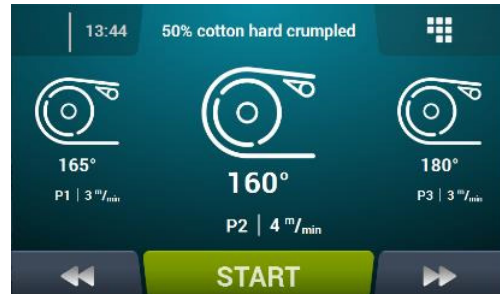 13:44
50% cotton hard crumpled
165°
P1 | 3 m/min
160°
P2 | 4 m/min
180°
P3 | 3 m/min
START